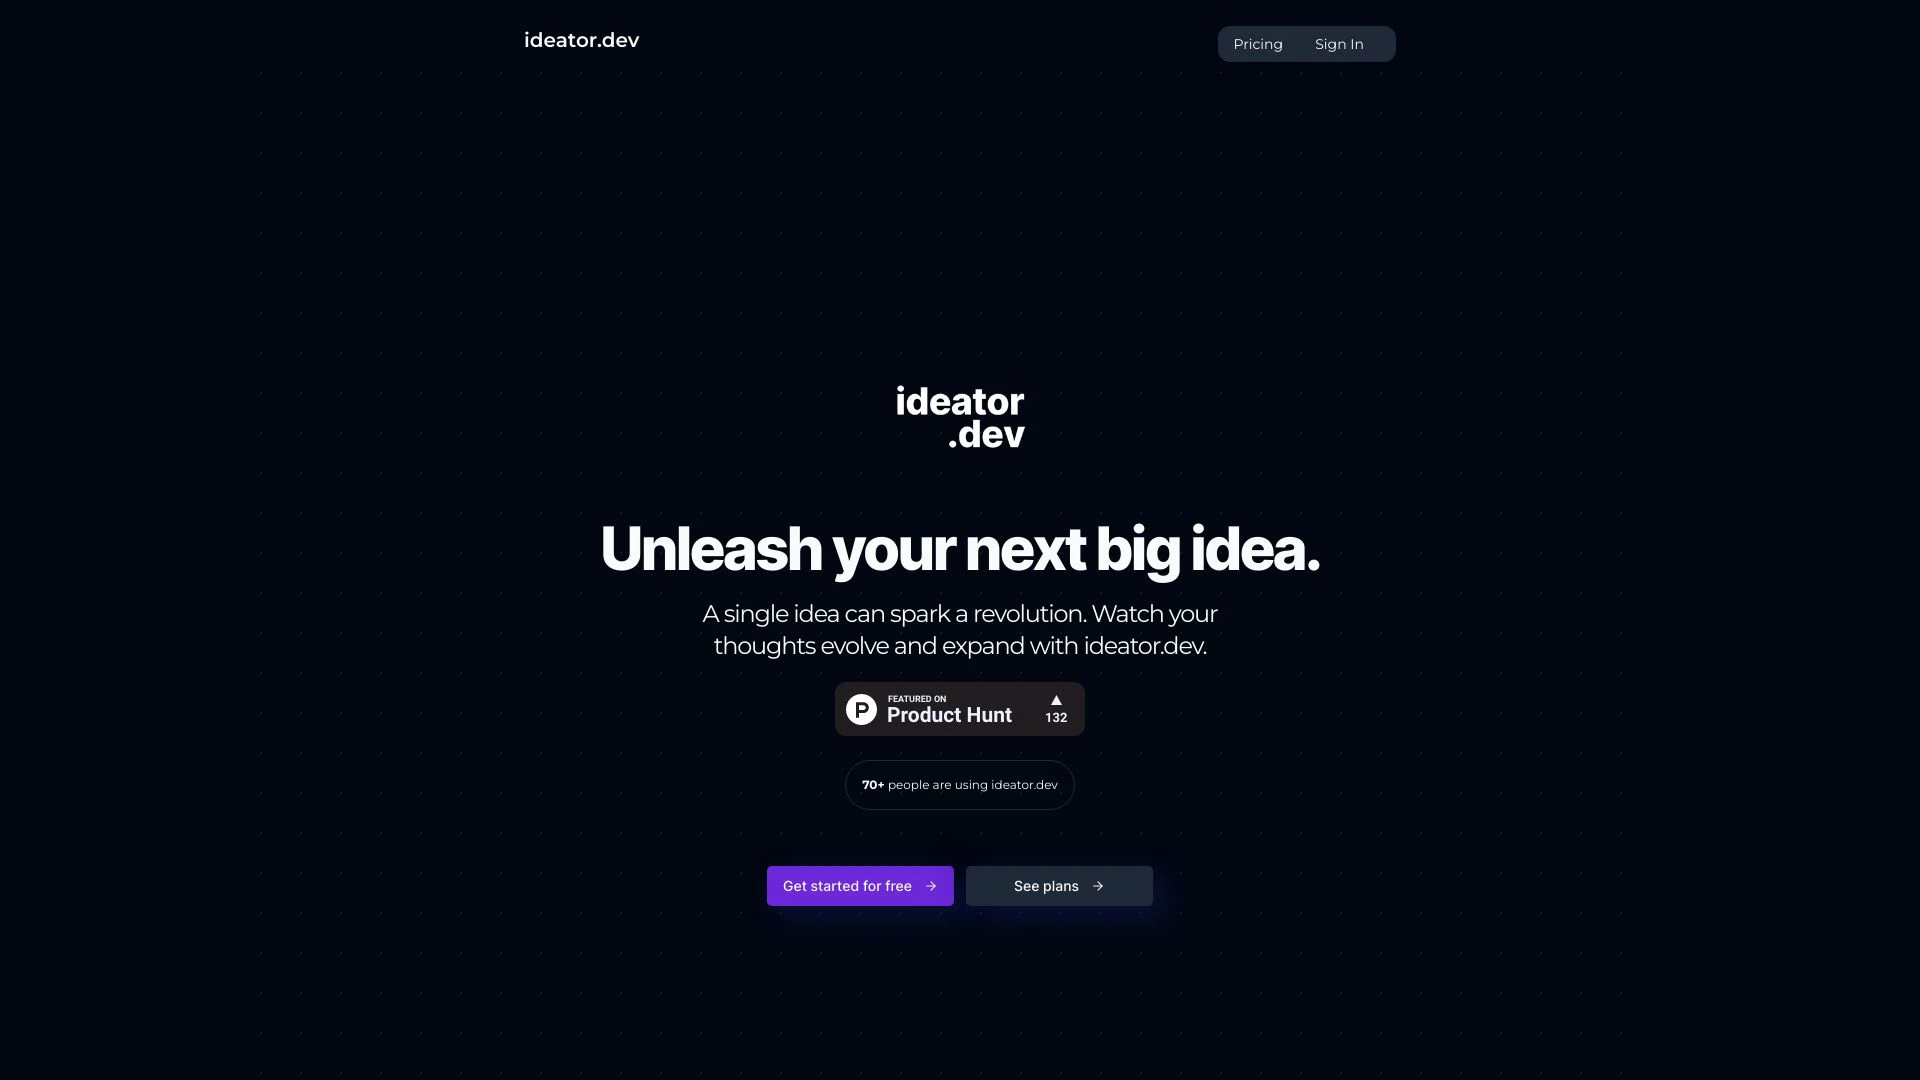 ideator.dev
Pricing
Sign In
ideator
.dev
Unleash your next big idea.
A single idea can spark a revolution. Watch your
thoughts evolve and expand with ideator.dev.
P
FEATURED ON
Product Hunt
132
70+ people are using ideator.dev
Get started for free →
See plans →